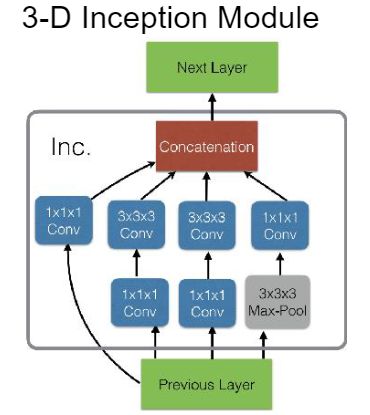 3-D Inception Module
Next Layer
Inc.
Concatenation
1x1x1
Conv
3x3x3
Conv
3x3x3
Conv
1x1x1
Conv
1x1x1
Conv
1x1x1
Conv
3x3x3
Max-Pool
Previous Layer